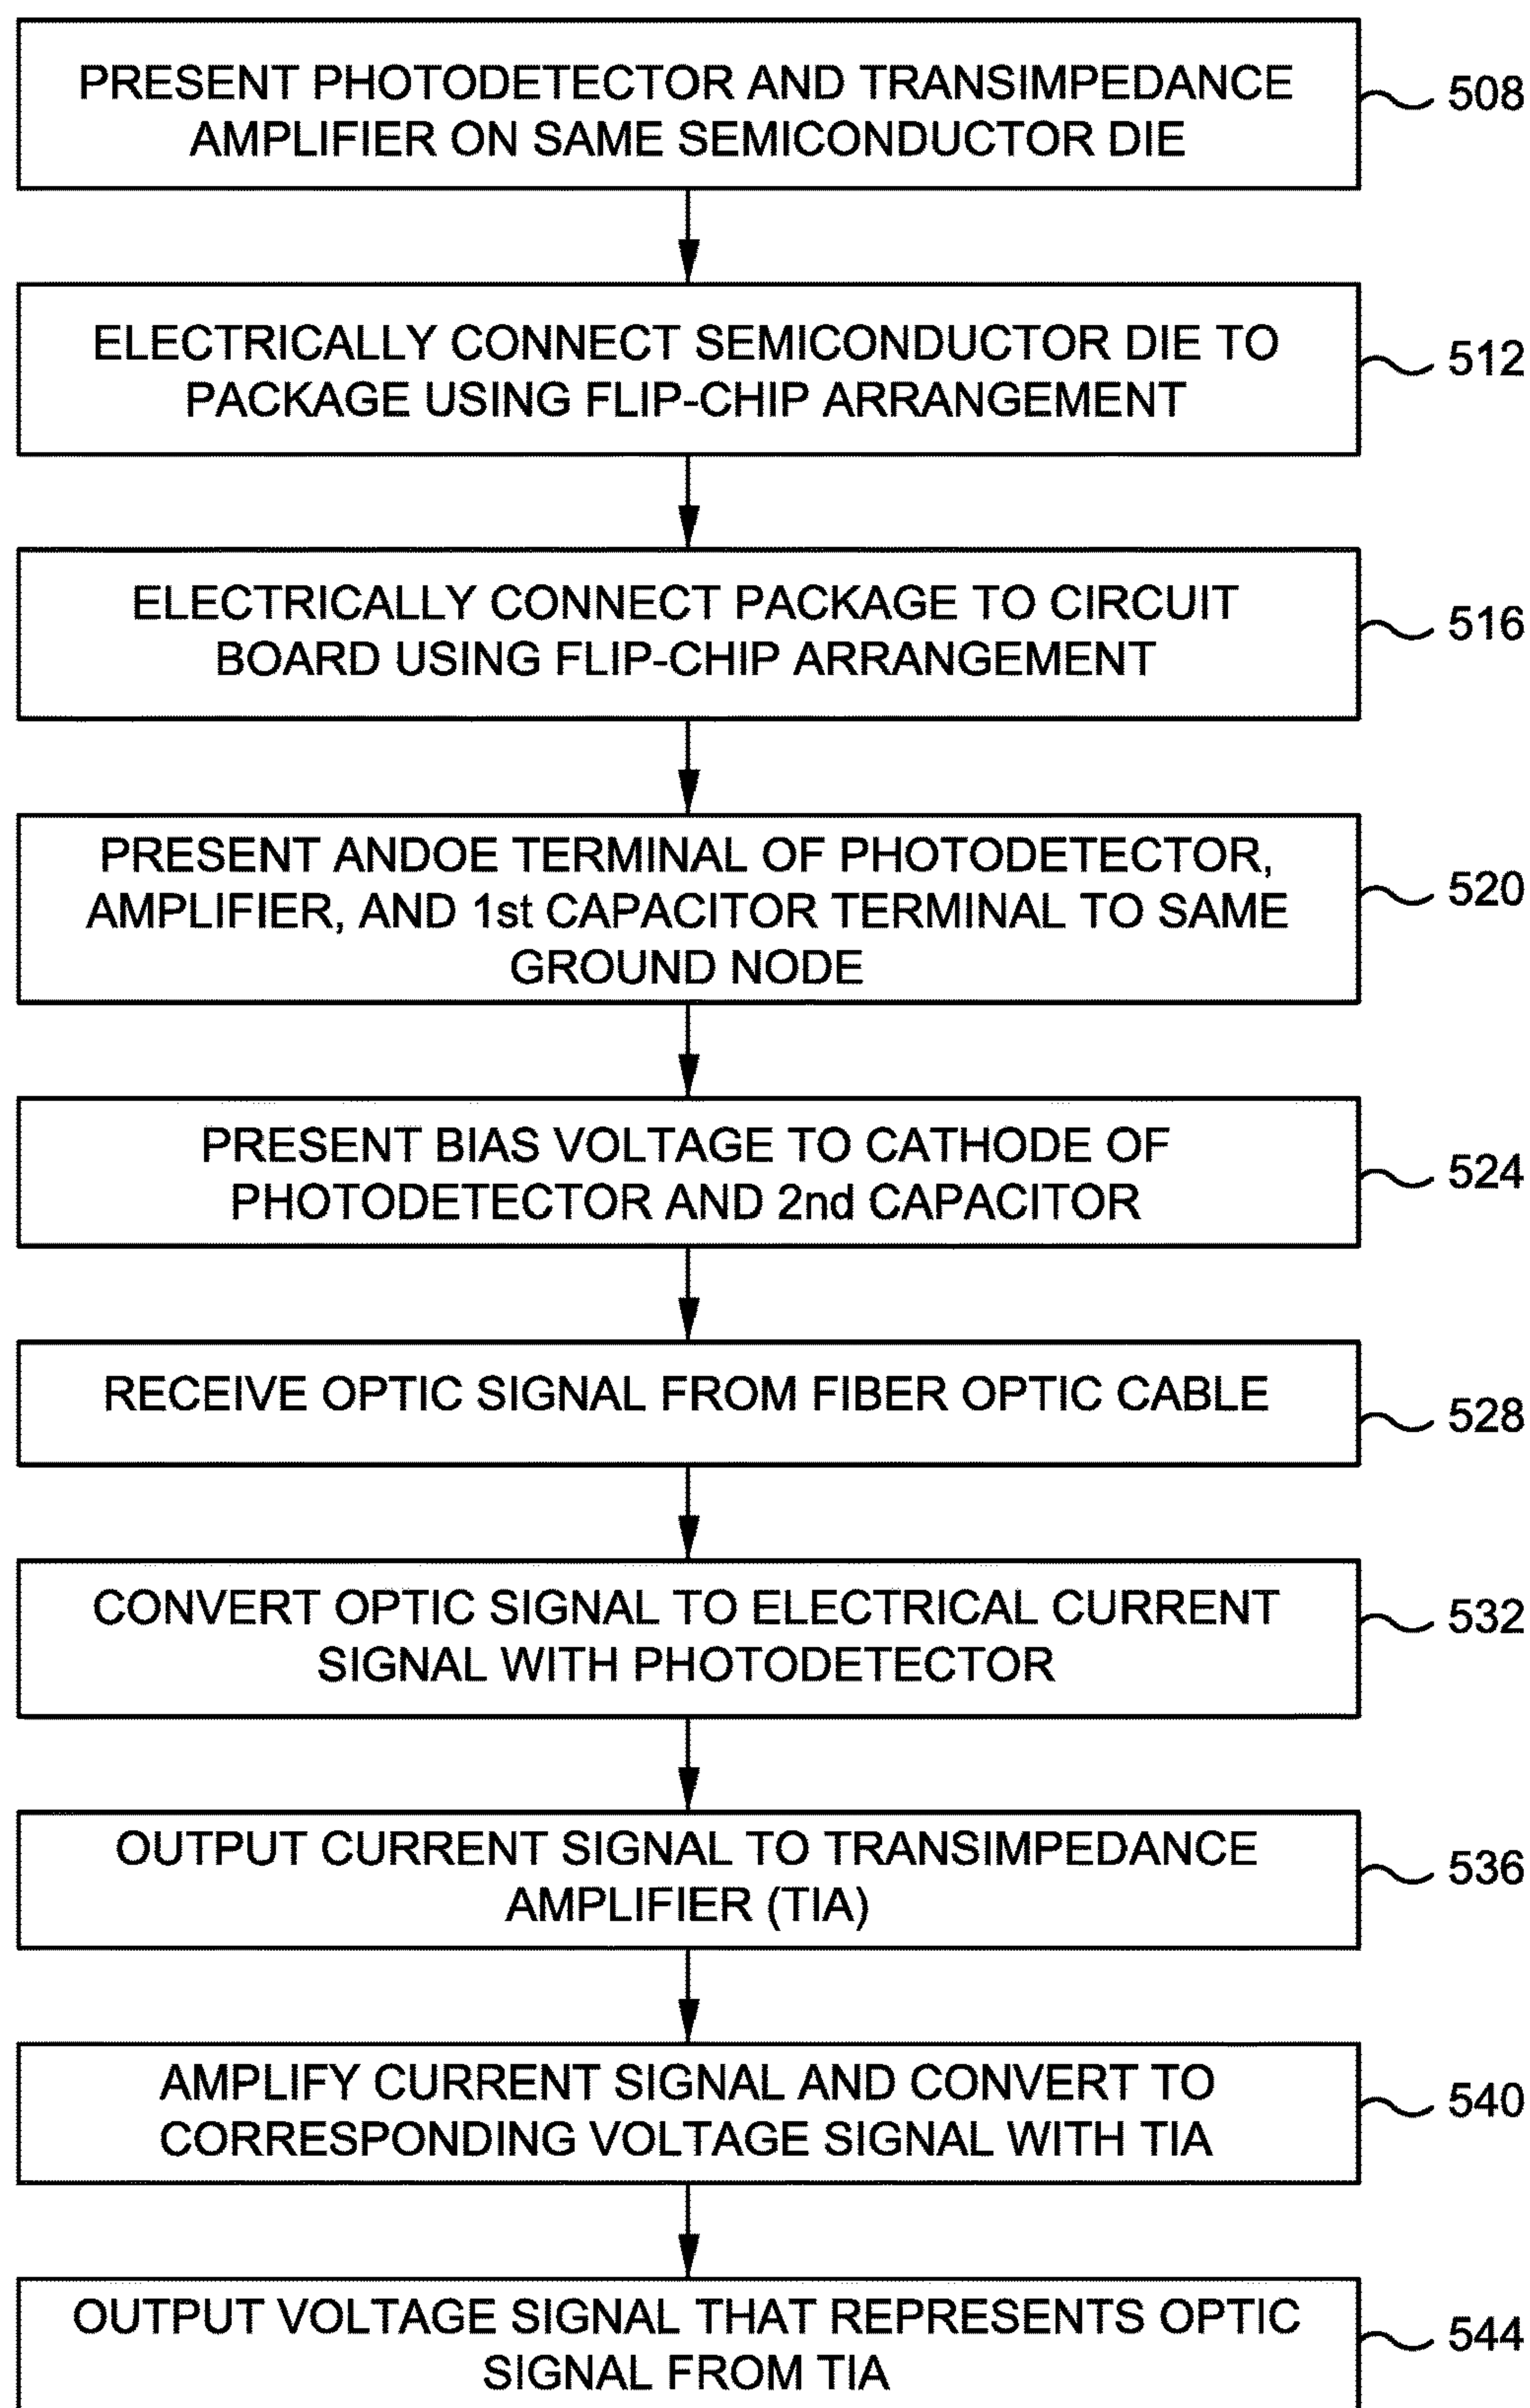 PRESENT PHOTODETECTOR AND TRANSIMPEDANCE
AMPLIFIER ON SAME SEMICONDUCTOR DIE
508
ELECTRICALLY CONNECT SEMICONDUCTOR DIE TO
PACKAGE USING FLIP-CHIP ARRANGEMENT
512
ELECTRICALLY CONNECT PACKAGE TO CIRCUIT
BOARD USING FLIP-CHIP ARRANGEMENT
516
PRESENT ANDOE TERMINAL OF PHOTODETECTOR,
AMPLIFIER, AND 1st CAPACITOR TERMINAL TO SAME
GROUND NODE
520
PRESENT BIAS VOLTAGE TO CATHODE OF
PHOTODETECTOR AND 2nd CAPACITOR
524
RECEIVE OPTIC SIGNAL FROM FIBER OPTIC CABLE
528
CONVERT OPTIC SIGNAL TO ELECTRICAL CURRENT
SIGNAL WITH PHOTODETECTOR
532
OUTPUT CURRENT SIGNAL TO TRANSIMPEDANCE
AMPLIFIER (TIA)
536
AMPLIFY CURRENT SIGNAL AND CONVERT TO
CORRESPONDING VOLTAGE SIGNAL WITH TIA
540
OUTPUT VOLTAGE SIGNAL THAT REPRESENTS OPTIC
SIGNAL FROM TIA
544